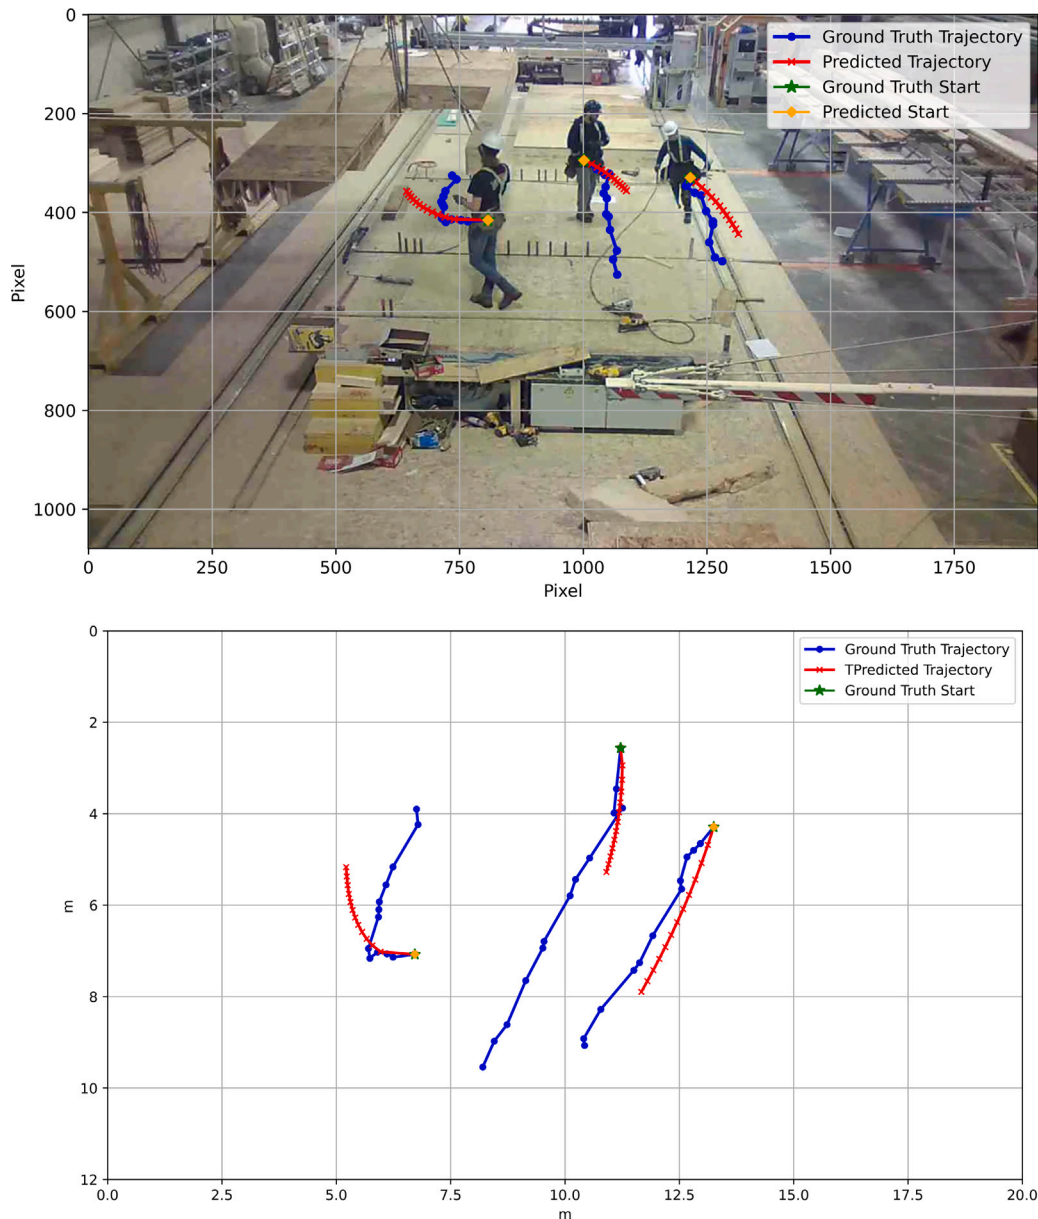 0
200
400
600
800
1000
Pixel
Ground Truth Trajectory
Predicted Trajectory
Ground Truth Start
Predicted Start
0 250 500 750 1000 1250 1500 1750
Pixel
0
2
4
6
8
10
12
m
Ground Truth Trajectory
TPredicted Trajectory
Ground Truth Start
0.0 2.5 5.0 7.5 10.0 12.5 15.0 17.5 20.0
m